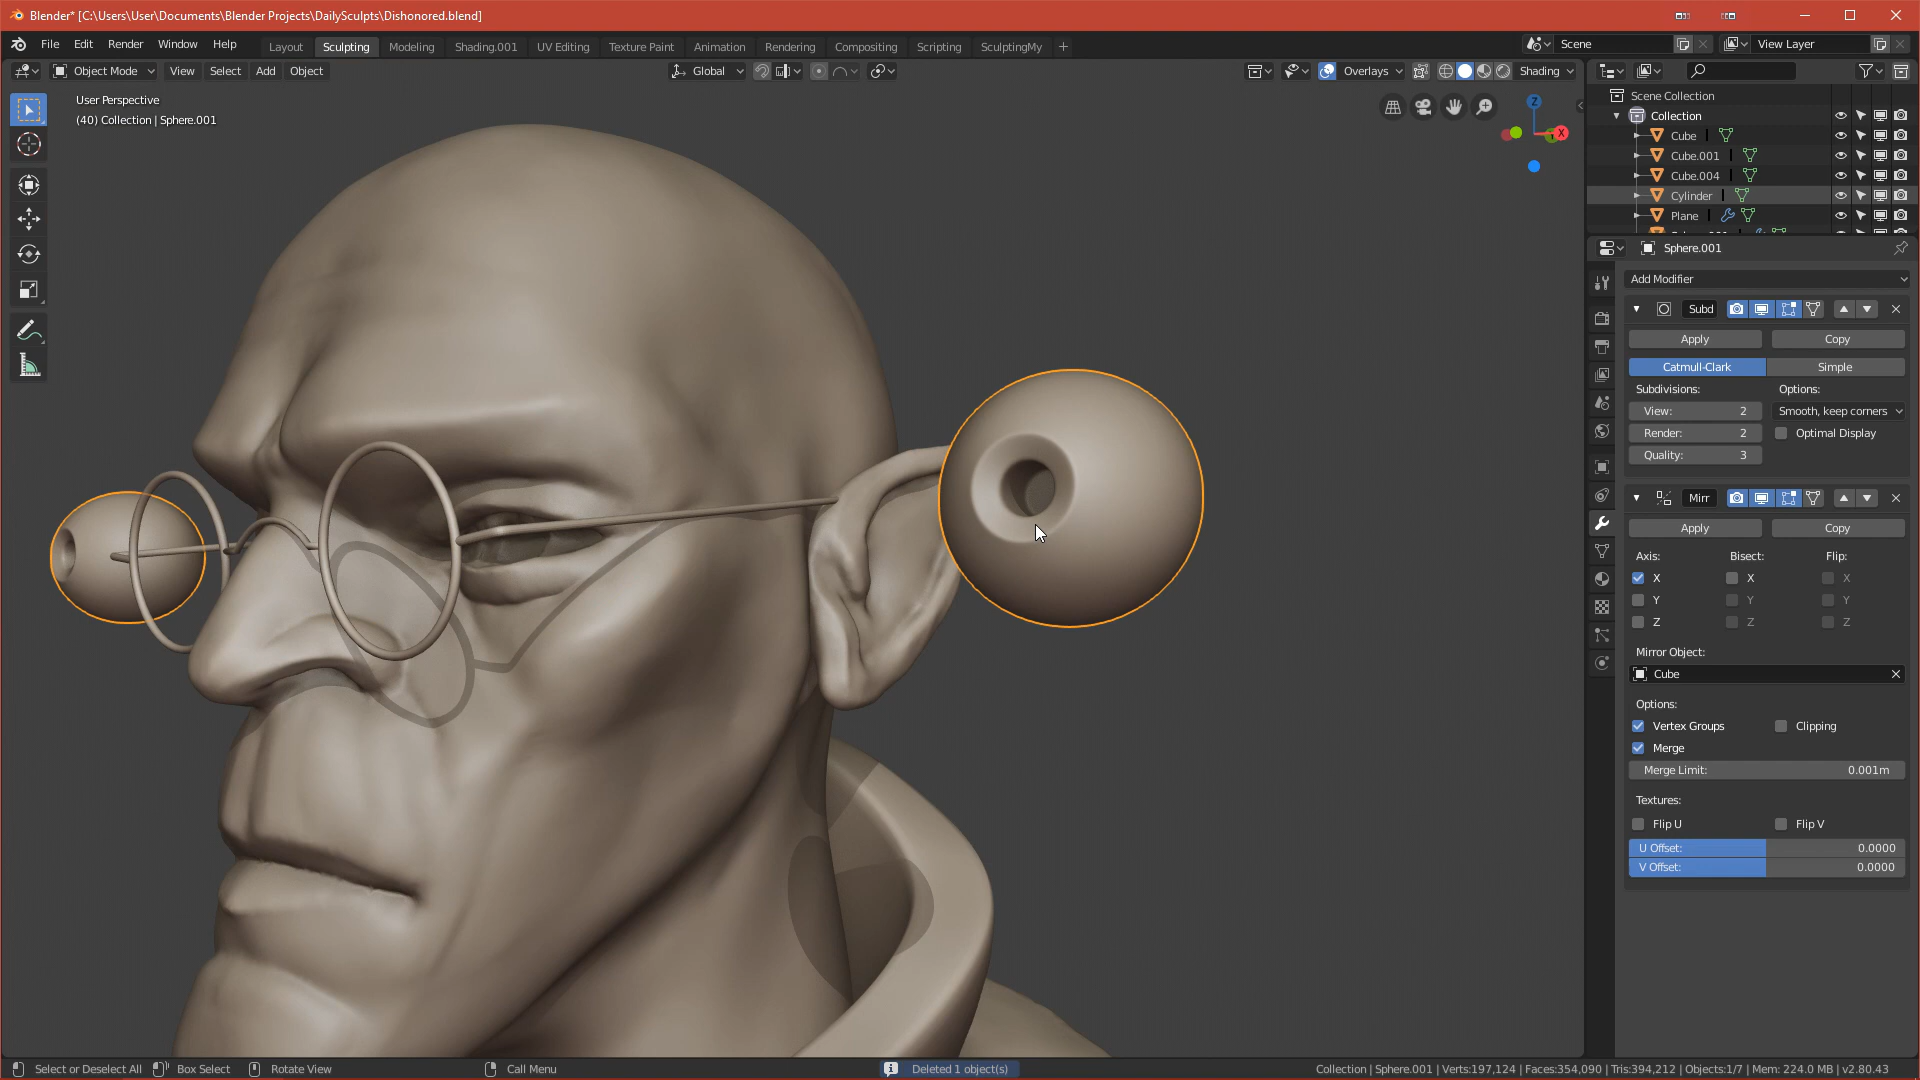 Blender* [C:\Users\User\Documents\Blender Projects\DailySculpts\Dishonored.blend]
File Edit Render Window Help Layout Sculpting Modeling Shading.001 UV Editing Texture Paint Animation Rendering Compositing Scripting SculptingMy + Scene View Layer
Object Mode View Select Add Object Global Overlays Shading
User Perspective
(40) Collection | Sphere.001
Z
X
Scene Collection
Collection
Cube
Cube.001
Cube.004
Cylinder
Plane
Sphere.001
Add Modifier
Subd
Apply Copy
Catmull-Clark Simple
Subdivisions: Options:
View: 2 Smooth, keep corners
Render: 2 Optimal Display
Quality: 3
Mirr
Apply Copy
Axis: Bisect: Flip:
X X X
Y Y Y
Z Z Z
Mirror Object:
Cube
Options:
Vertex Groups Clipping
Merge
Merge Limit: 0.001m
Textures:
Flip U Flip V
U Offset: 0.0000
V Offset: 0.0000
Select or Deselect All Box Select Rotate View Call Menu Deleted 1 object(s) Collection | Sphere.001 | Verts:197,124 | Faces:354,090 | Tris:394,212 | Objects:1/7 | Mem: 224.0 MB | v2.80.43